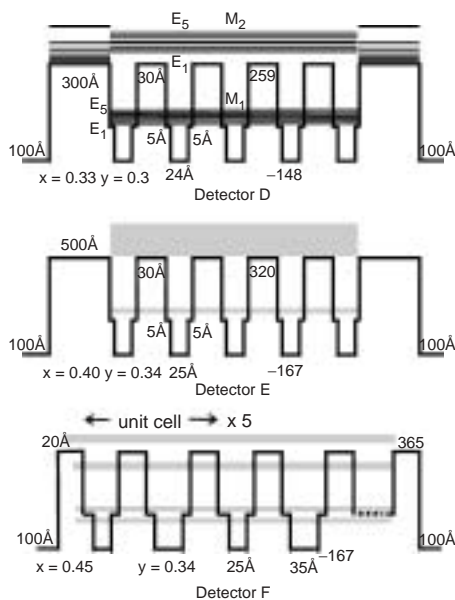 E5 M2
300Å 30Å E1 259
E5 M1
E1 5Å 5Å
100Å 24Å −148 100Å
x = 0.33 y = 0.3
Detector D
500Å 30Å 320
5Å 5Å
100Å 100Å
x = 0.40 y = 0.34 25Å −167
Detector E
← unit cell → x 5
20Å 365
100Å 100Å
x = 0.45 y = 0.34 25Å 35Å −167
Detector F